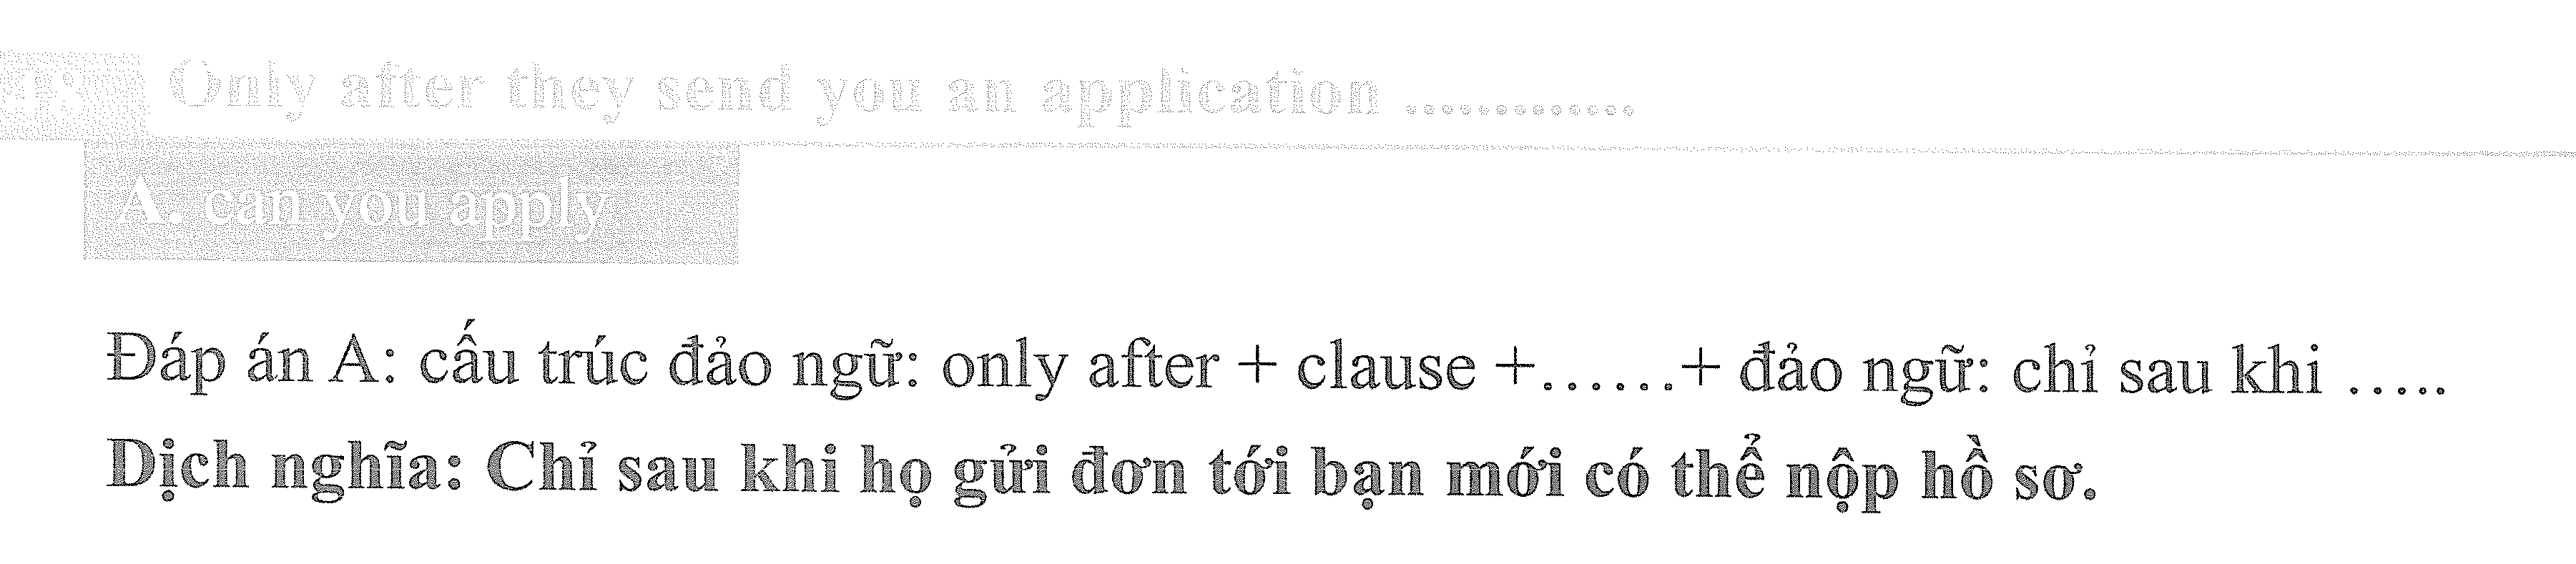 Only after they send you an application .............
A. can you apply
Đáp án A: cấu trúc đảo ngữ: only after + clause +......+ đảo ngữ: chỉ sau khi .....
Dịch nghĩa: Chỉ sau khi họ gửi đơn tới bạn mới có thể nộp hồ sơ.